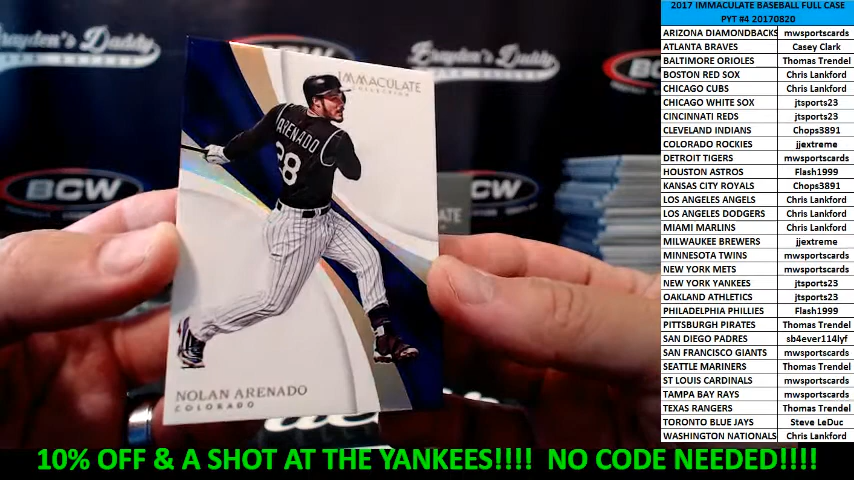 Brayden's Daddy
Brayden's Daddy
BCW
BCW
BCW
IMMACULATE
COLLECTION
ARENADO
28
NOLAN ARENADO
COLORADO
2017 IMMACULATE BASEBALL FULL CASE
PYT #4 20170820
ARIZONA DIAMONDBACKS mwsportscards
ATLANTA BRAVES Casey Clark
BALTIMORE ORIOLES Thomas Trendel
BOSTON RED SOX Chris Lankford
CHICAGO CUBS Chris Lankford
CHICAGO WHITE SOX jtsports23
CINCINNATI REDS jtsports23
CLEVELAND INDIANS Chops3891
COLORADO ROCKIES jjextreme
DETROIT TIGERS mwsportscards
HOUSTON ASTROS Flash1999
KANSAS CITY ROYALS Chops3891
LOS ANGELES ANGELS Chris Lankford
LOS ANGELES DODGERS Chris Lankford
MIAMI MARLINS Chris Lankford
MILWAUKEE BREWERS jjextreme
MINNESOTA TWINS mwsportscards
NEW YORK METS mwsportscards
NEW YORK YANKEES jtsports23
OAKLAND ATHLETICS jtsports23
PHILADELPHIA PHILLIES Flash1999
PITTSBURGH PIRATES Thomas Trendel
SAN DIEGO PADRES sb4ever114lyf
SAN FRANCISCO GIANTS mwsportscards
SEATTLE MARINERS Thomas Trendel
ST LOUIS CARDINALS mwsportscards
TAMPA BAY RAYS mwsportscards
TEXAS RANGERS Thomas Trendel
TORONTO BLUE JAYS Steve LeDuc
WASHINGTON NATIONALS Chris Lankford
10% OFF & A SHOT AT THE YANKEES!!!! NO CODE NEEDED!!!!